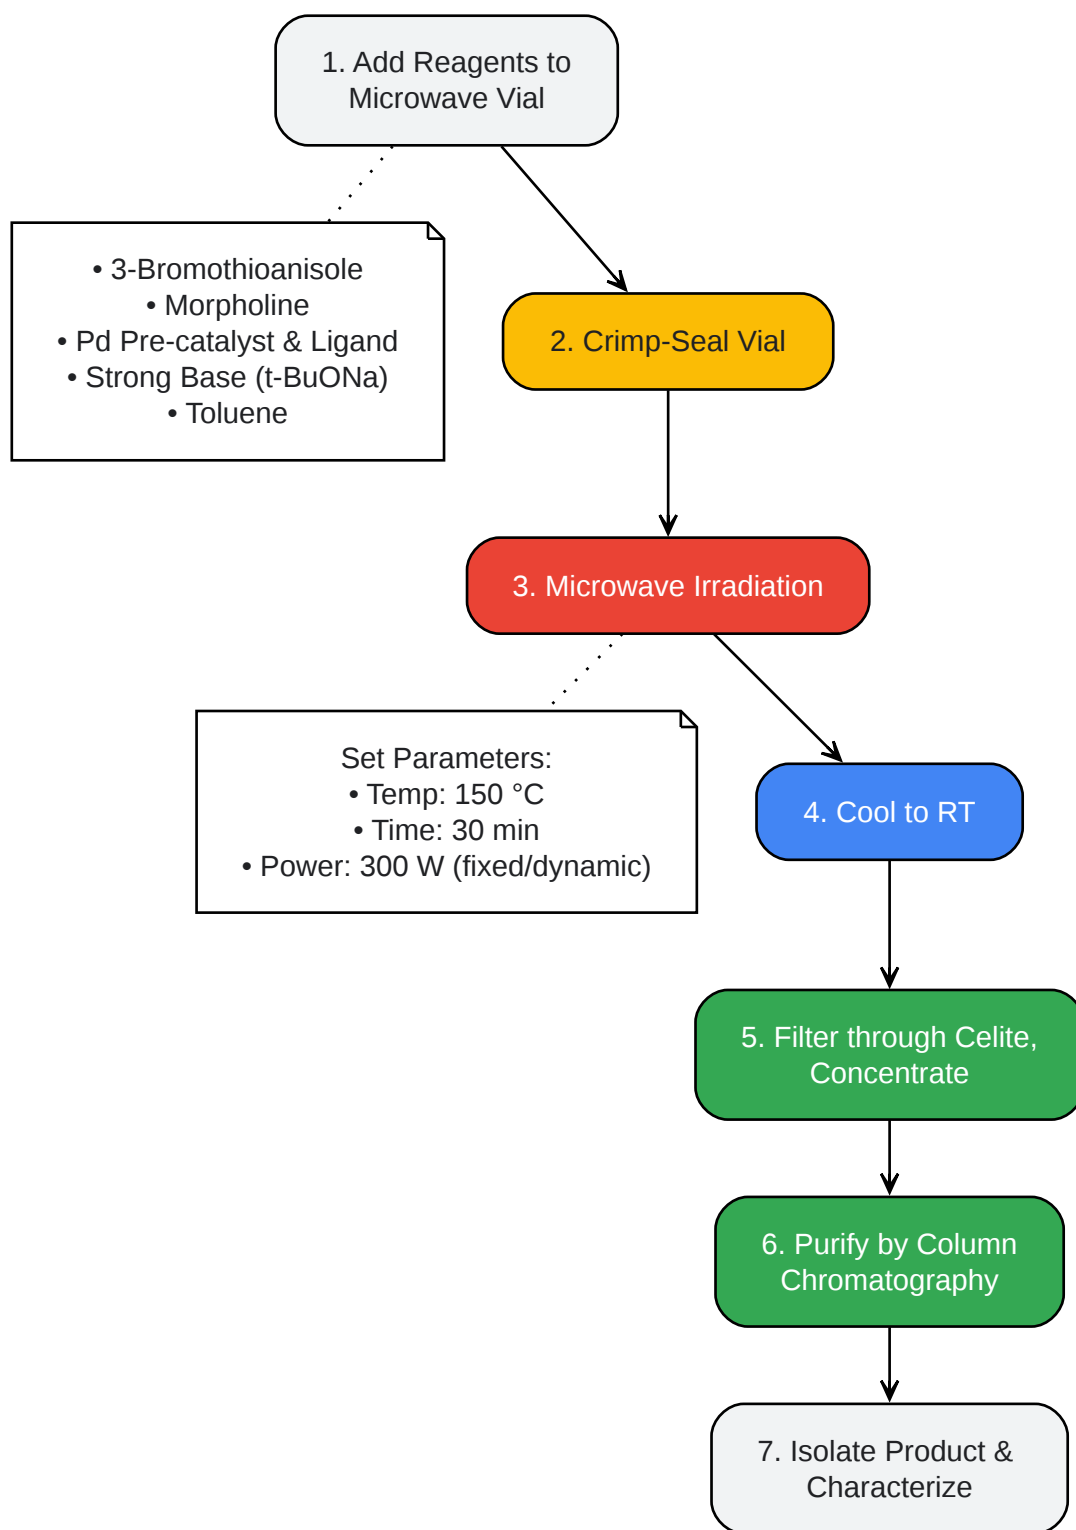 1. Add Reagents to
Microwave Vial
• 3-Bromothioanisole
• Morpholine
• Pd Pre-catalyst & Ligand
• Strong Base (t-BuONa)
• Toluene
2. Crimp-Seal Vial
3. Microwave Irradiation
Set Parameters:
• Temp: 150 °C
• Time: 30 min
• Power: 300 W (fixed/dynamic)
4. Cool to RT
5. Filter through Celite,
Concentrate
6. Purify by Column
Chromatography
7. Isolate Product &
Characterize